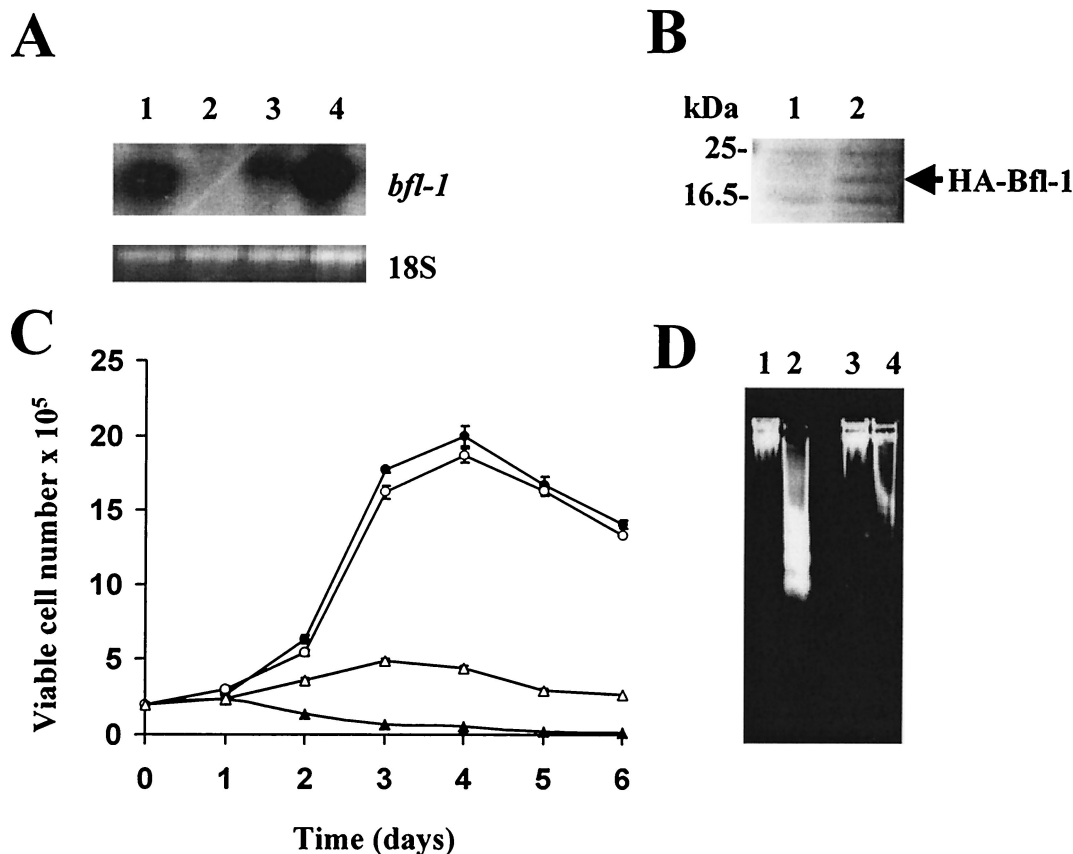 A
1 2 3 4
bfl-1
18S
B
kDa 1 2
25-
16.5-
HA-Bfl-1
C
Viable cell number x 10⁵
25
20
15
10
5
0
0 1 2 3 4 5 6
Time (days)
D
1 2 3 4